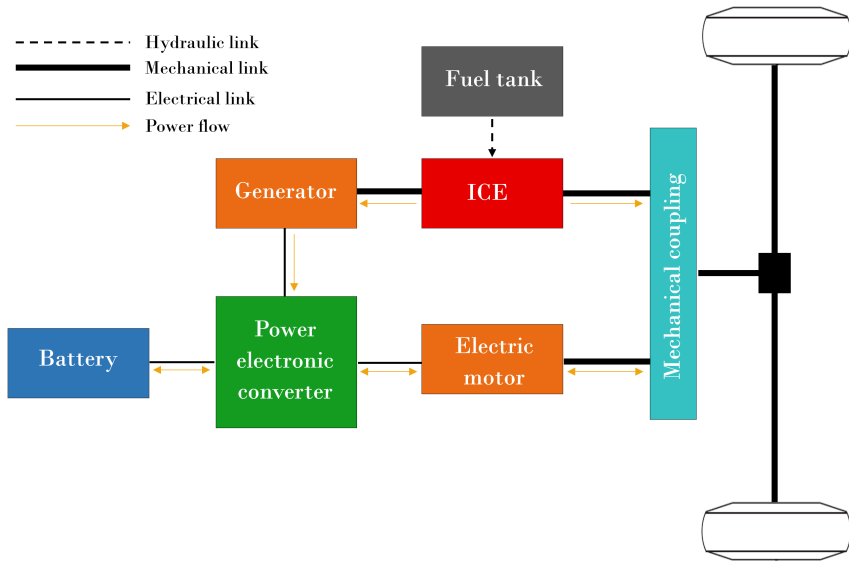 Hydraulic link
Mechanical link
Electrical link
Power flow
Fuel tank
Generator
ICE
Mechanical coupling
Battery
Power
electronic
converter
Electric
motor